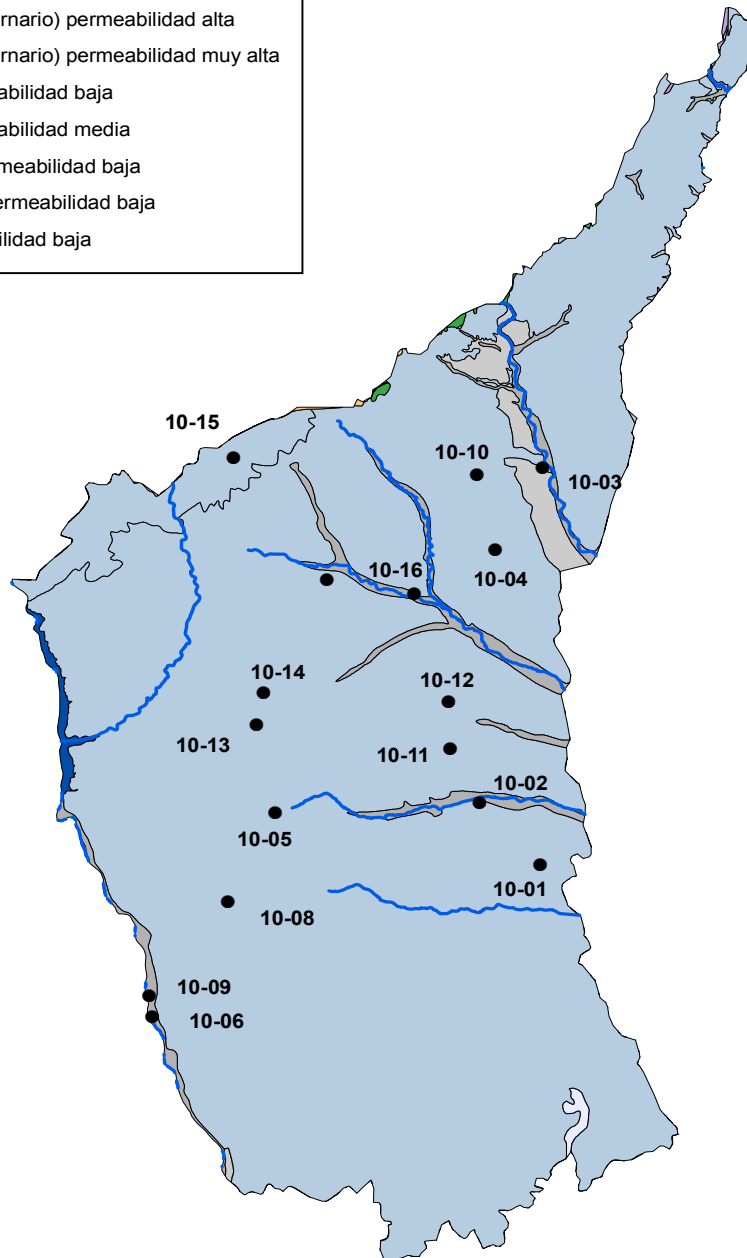 rnario) permeabilidad alta
rnario) permeabilidad muy alta
abilidad baja
abilidad media
meabilidad baja
ermeabilidad baja
ilidad baja
10-15
10-10
10-03
10-04
10-16
10-14
10-12
10-13
10-11
10-02
10-05
10-01
10-08
10-09
10-06